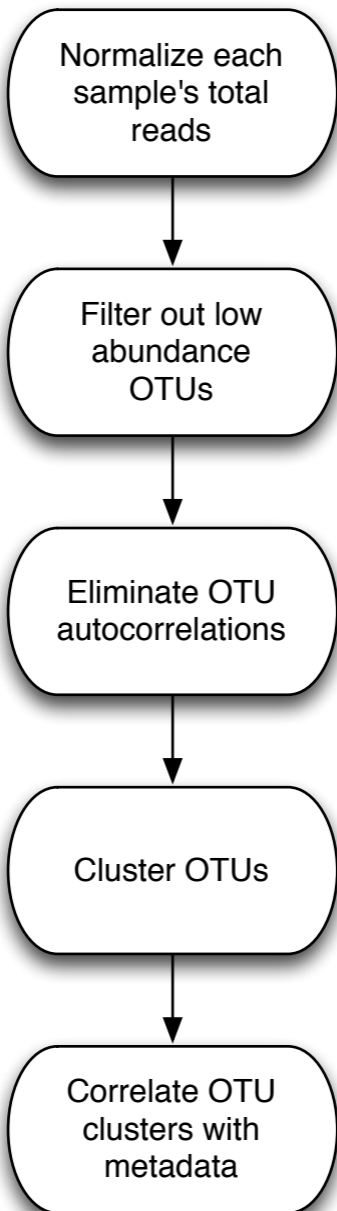 Normalize each
sample's total
reads
Filter out low
abundance
OTUs
Eliminate OTU
autocorrelations
Cluster OTUs
Correlate OTU
clusters with
metadata